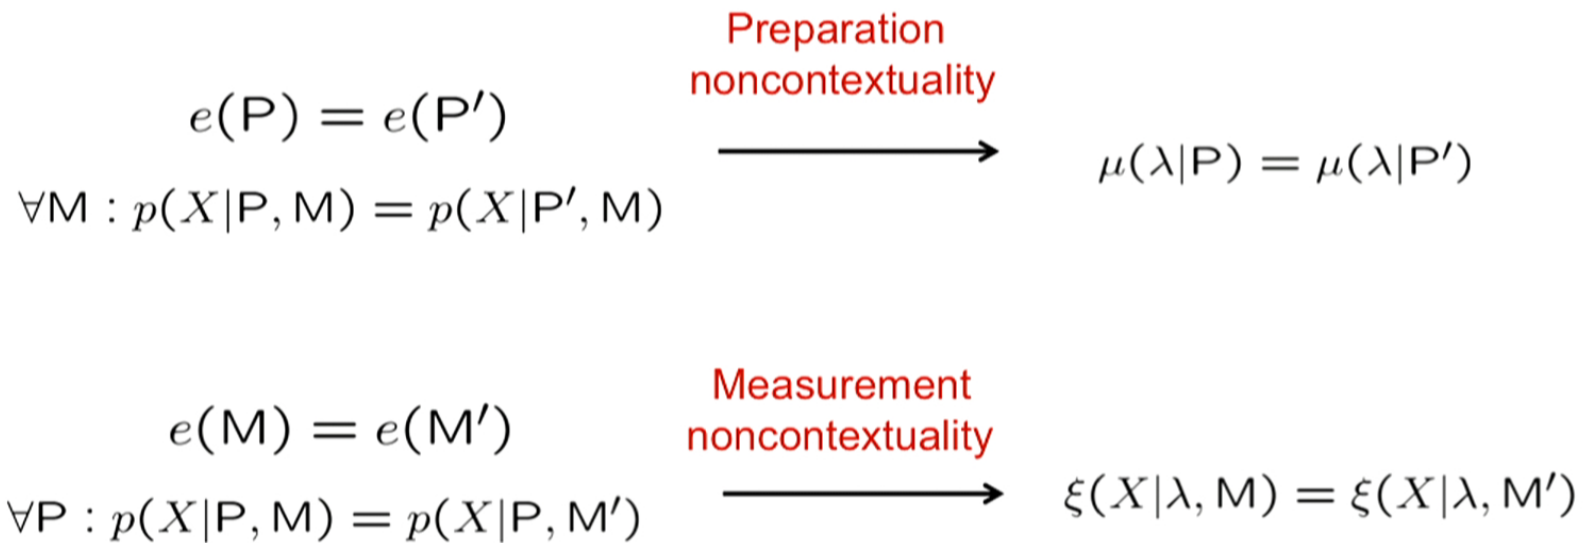 Preparation
noncontextuality
e(P) = e(P′)
μ(λ|P) = μ(λ|P′)
∀M : p(X|P, M) = p(X|P′, M)
Measurement
noncontextuality
e(M) = e(M′)
ξ(X|λ, M) = ξ(X|λ, M′)
∀P : p(X|P, M) = p(X|P, M′)